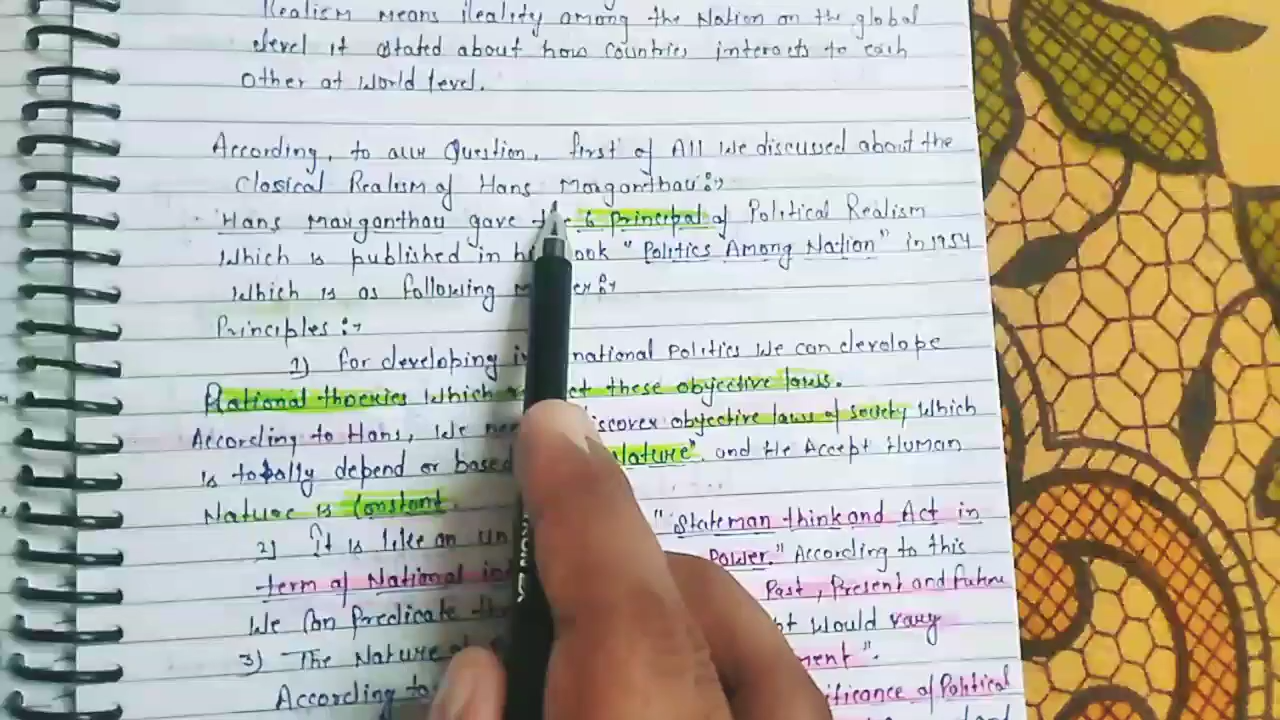 Realism means Reality among the Nation on the global
level it stated about how countries interacts to each
Other at World level.
According, to our Question, first of All We discussed about the
Classical Realism of Hans Morganthau:-
Hans Morganthau gave the 6 principal of Political Realism
Which is published in book "Politics Among Nation" in 1954
Which is as following
Principles:-
1) for developing national Politics We can develope
Rational theories Which these objective laws.
According to Hans, We objective laws of society Which
is totally depend or based Nature", and He Accept Human
Nature is Constant.
2) It is like an "Stateman think and Act in
term of National Power." According to this
We Can Predicate Past, Present and future
would vary
3) The Nature
According to of Political